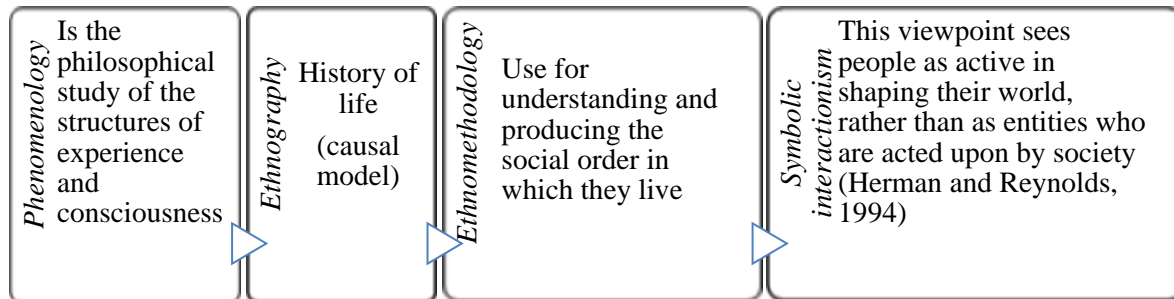 Phenomenology
Is the
philosophical
study of the
structures of
experience
and
consciousness
Ethnography
History of
life
(causal
model)
Ethnomethodology
Use for
understanding and
producing the
social order in
which they live
Symbolic
interactionism
This viewpoint sees
people as active in
shaping their world,
rather than as entities who
are acted upon by society
(Herman and Reynolds,
1994)